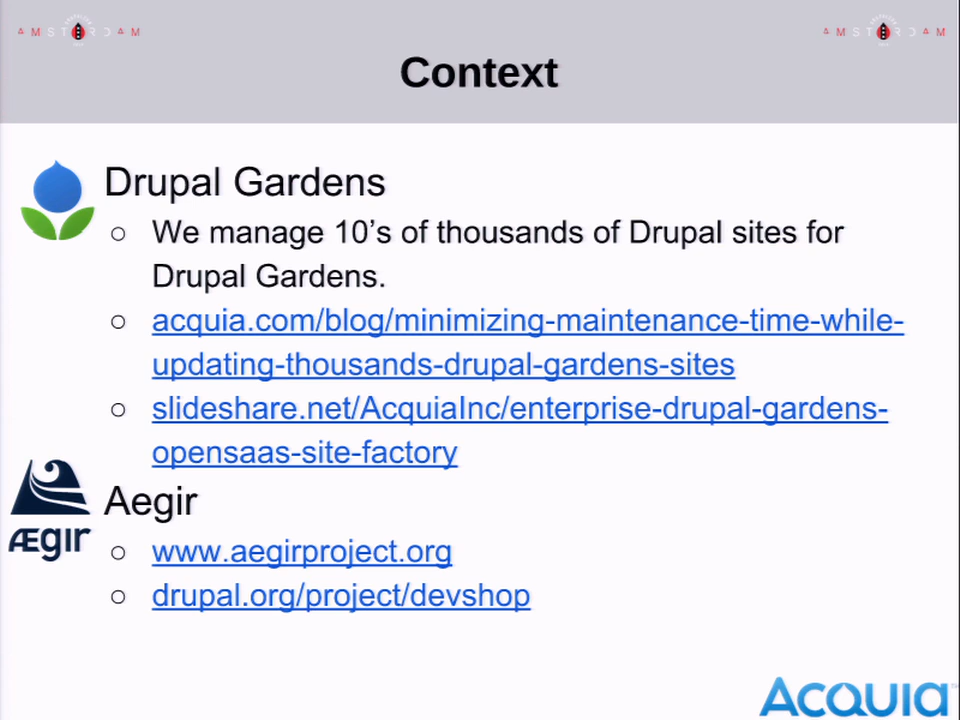 AMSTERDAM AMSTERDAM
Context
Drupal Gardens
○ We manage 10’s of thousands of Drupal sites for
Drupal Gardens.
○ acquia.com/blog/minimizing-maintenance-time-while-
updating-thousands-drupal-gardens-sites
○ slideshare.net/AcquiaInc/enterprise-drupal-gardens-
opensaas-site-factory
ÆGIR
Aegir
○ www.aegirproject.org
○ drupal.org/project/devshop
ACQUIA